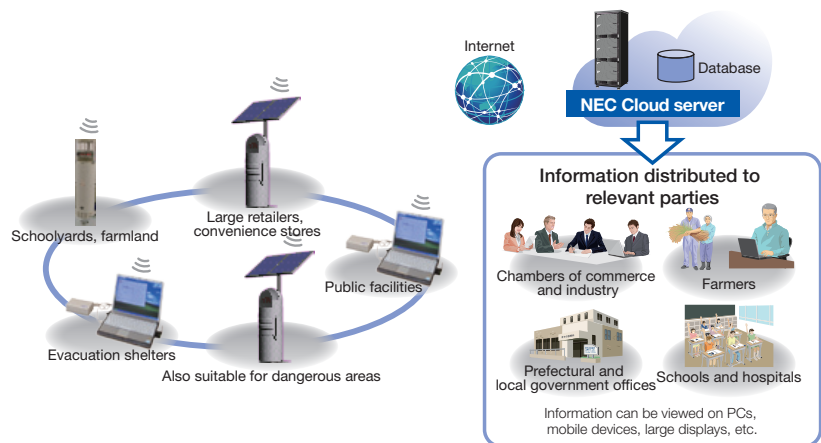 Internet
Database
NEC Cloud server
Information distributed to
relevant parties
Schoolyards, farmland
Large retailers,
convenience stores
Public facilities
Evacuation shelters
Also suitable for dangerous areas
Chambers of commerce
and industry
Farmers
Prefectural and
local government offices
Schools and hospitals
Information can be viewed on PCs,
mobile devices, large displays, etc.